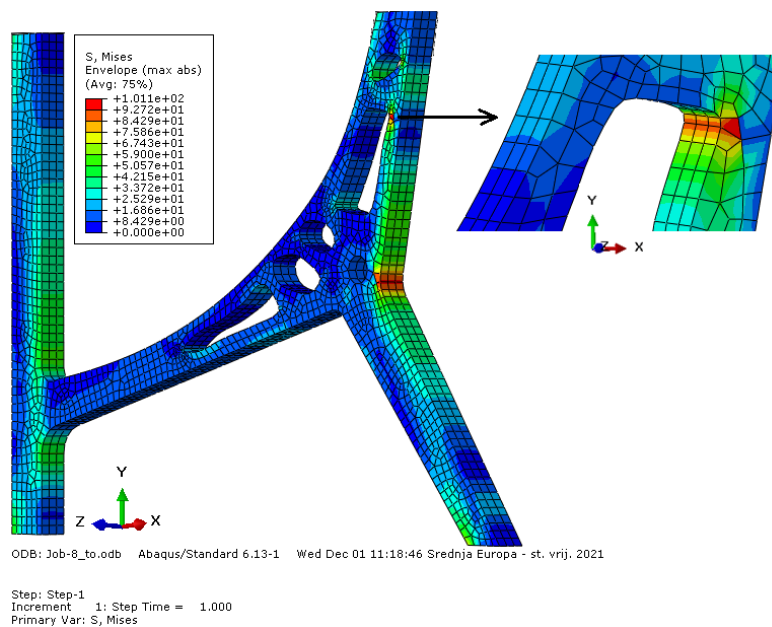 S, Mises
Envelope (max abs)
(Avg: 75%)
+1.011e+02
+9.272e+01
+8.429e+01
+7.586e+01
+6.743e+01
+5.900e+01
+5.057e+01
+4.215e+01
+3.372e+01
+2.529e+01
+1.686e+01
+8.429e+00
+0.000e+00
Y
Z
X
Y
Z
X
ODB: Job-8_to.odb    Abaqus/Standard 6.13-1    Wed Dec 01 11:18:46 Srednja Europa - st. vrij. 2021
Step: Step-1
Increment     1: Step Time =    1.000
Primary Var: S, Mises